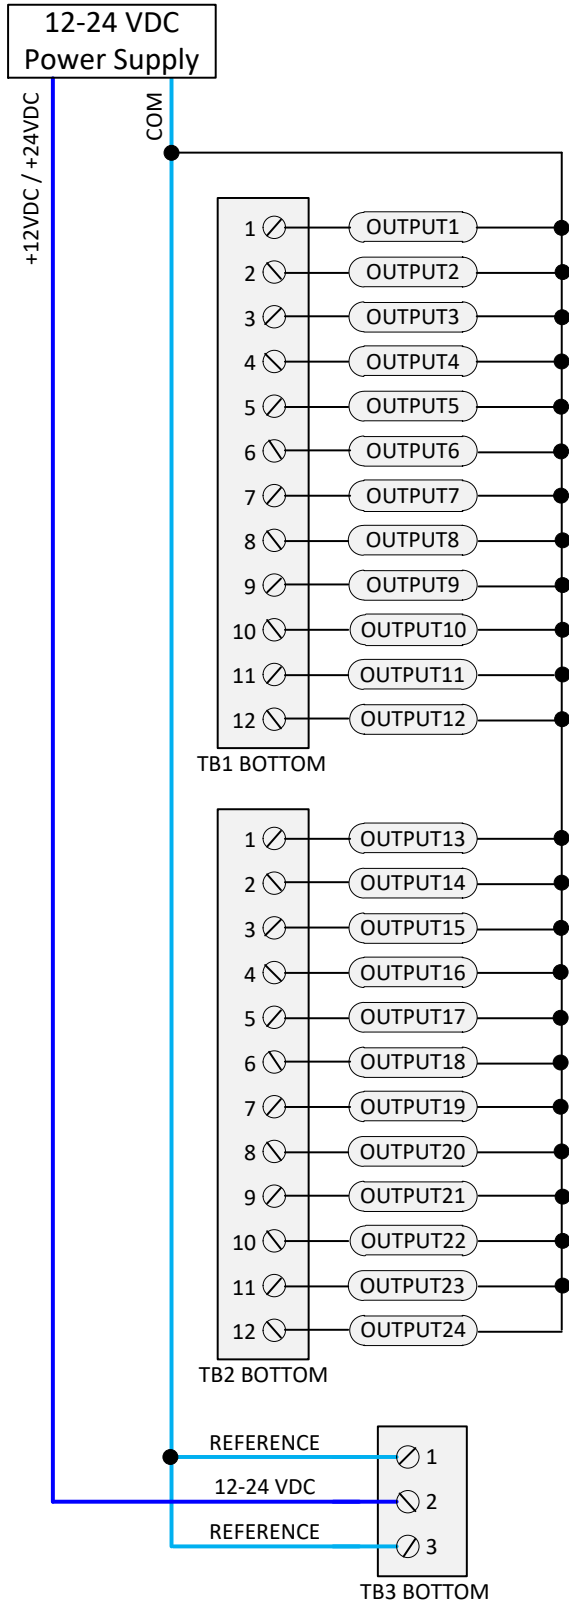 12-24 VDC
Power Supply
+12VDC / +24VDC
COM
1 OUTPUT1
2 OUTPUT2
3 OUTPUT3
4 OUTPUT4
5 OUTPUT5
6 OUTPUT6
7 OUTPUT7
8 OUTPUT8
9 OUTPUT9
10 OUTPUT10
11 OUTPUT11
12 OUTPUT12
TB1 BOTTOM
1 OUTPUT13
2 OUTPUT14
3 OUTPUT15
4 OUTPUT16
5 OUTPUT17
6 OUTPUT18
7 OUTPUT19
8 OUTPUT20
9 OUTPUT21
10 OUTPUT22
11 OUTPUT23
12 OUTPUT24
TB2 BOTTOM
REFERENCE 1
12-24 VDC 2
REFERENCE 3
TB3 BOTTOM